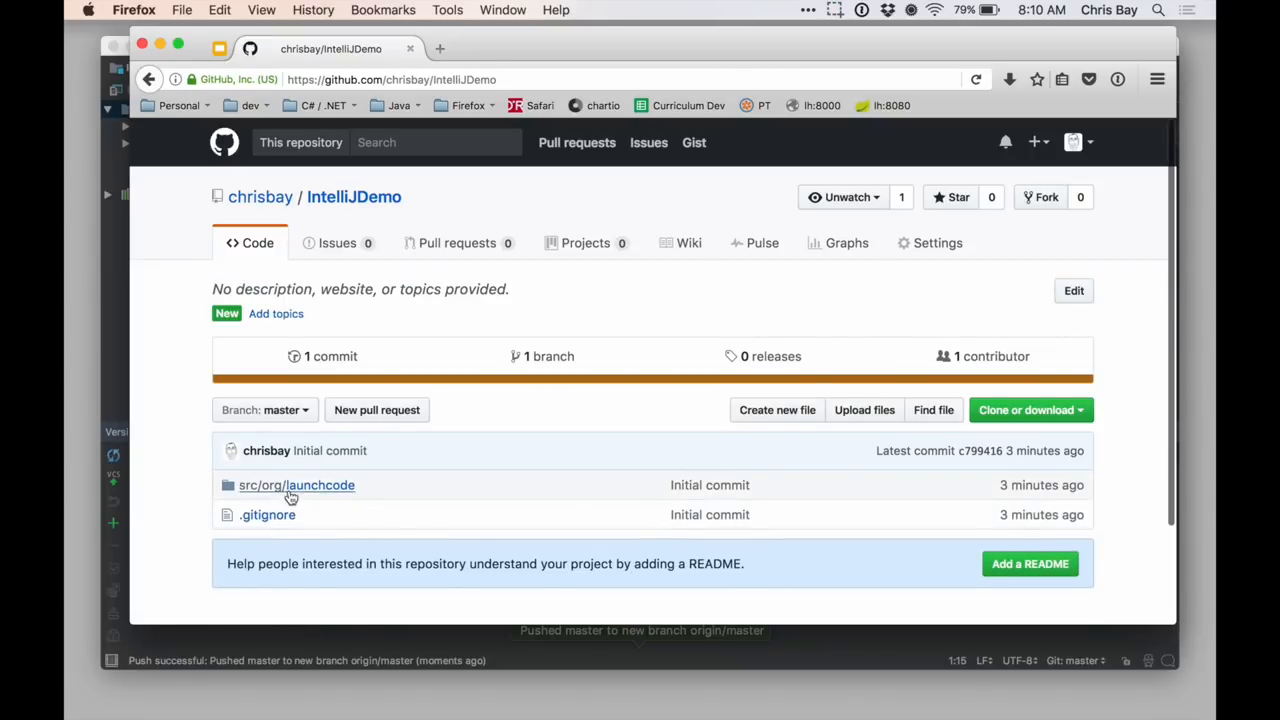 Firefox File Edit View History Bookmarks Tools Window Help 79% 8:10 AM Chris Bay
chrisbay/IntelliJDemo
GitHub, Inc. (US) https://github.com/chrisbay/IntelliJDemo
Personal dev C# / .NET Java Firefox Safari chartio Curriculum Dev PT lh:8000 lh:8080
This repository Search Pull requests Issues Gist
chrisbay / IntelliJDemo Unwatch 1 Star 0 Fork 0
Code Issues 0 Pull requests 0 Projects 0 Wiki Pulse Graphs Settings
No description, website, or topics provided. Edit
New Add topics
1 commit 1 branch 0 releases 1 contributor
Branch: master New pull request Create new file Upload files Find file Clone or download
chrisbay Initial commit Latest commit c799416 3 minutes ago
src/org/launchcode Initial commit 3 minutes ago
.gitignore Initial commit 3 minutes ago
Help people interested in this repository understand your project by adding a README. Add a README
Versi
VCS
Pushed master to new branch origin/master
Push successful: Pushed master to new branch origin/master (moments ago) 1:15 LF UTF-8 Git: master